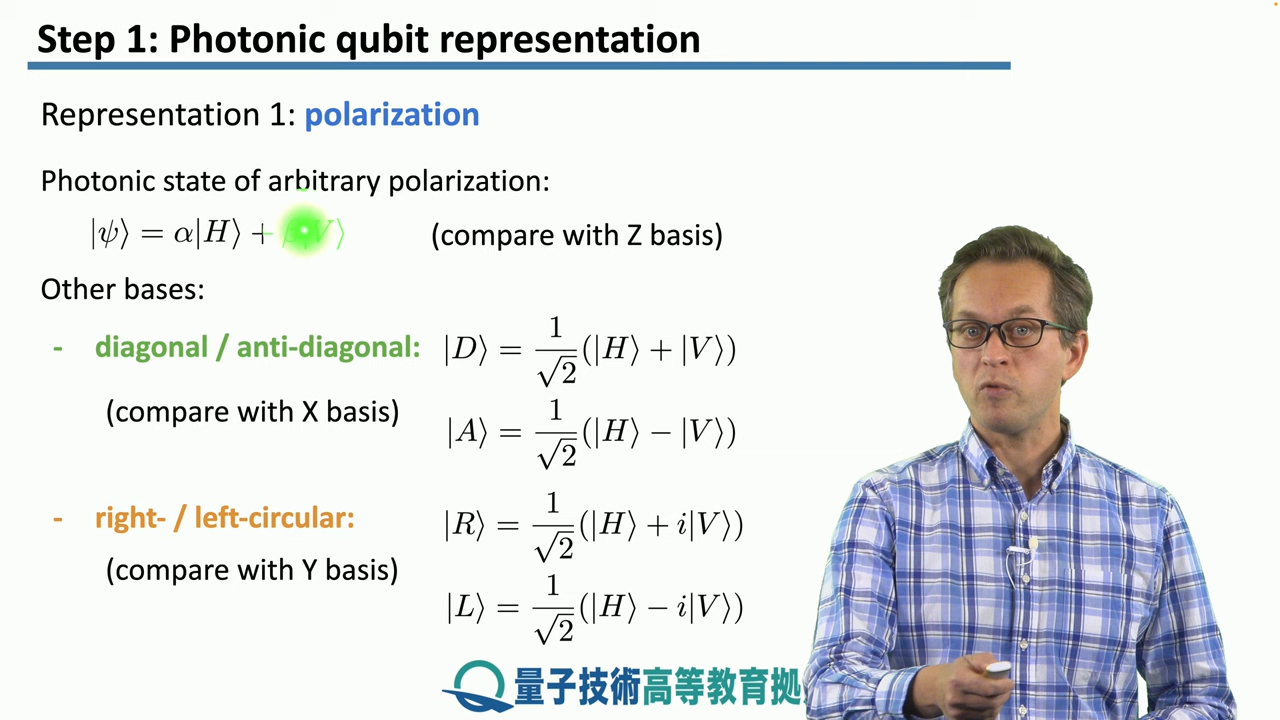 Step 1: Photonic qubit representation
Representation 1: polarization
Photonic state of arbitrary polarization:
|ψ⟩ = α|H⟩ + β|V⟩ (compare with Z basis)
Other bases:
- diagonal / anti-diagonal: |D⟩ = 1/√2 (|H⟩ + |V⟩)
(compare with X basis)
|A⟩ = 1/√2 (|H⟩ − |V⟩)
- right- / left-circular: |R⟩ = 1/√2 (|H⟩ + i|V⟩)
(compare with Y basis)
|L⟩ = 1/√2 (|H⟩ − i|V⟩)
量子技術高等教育拠